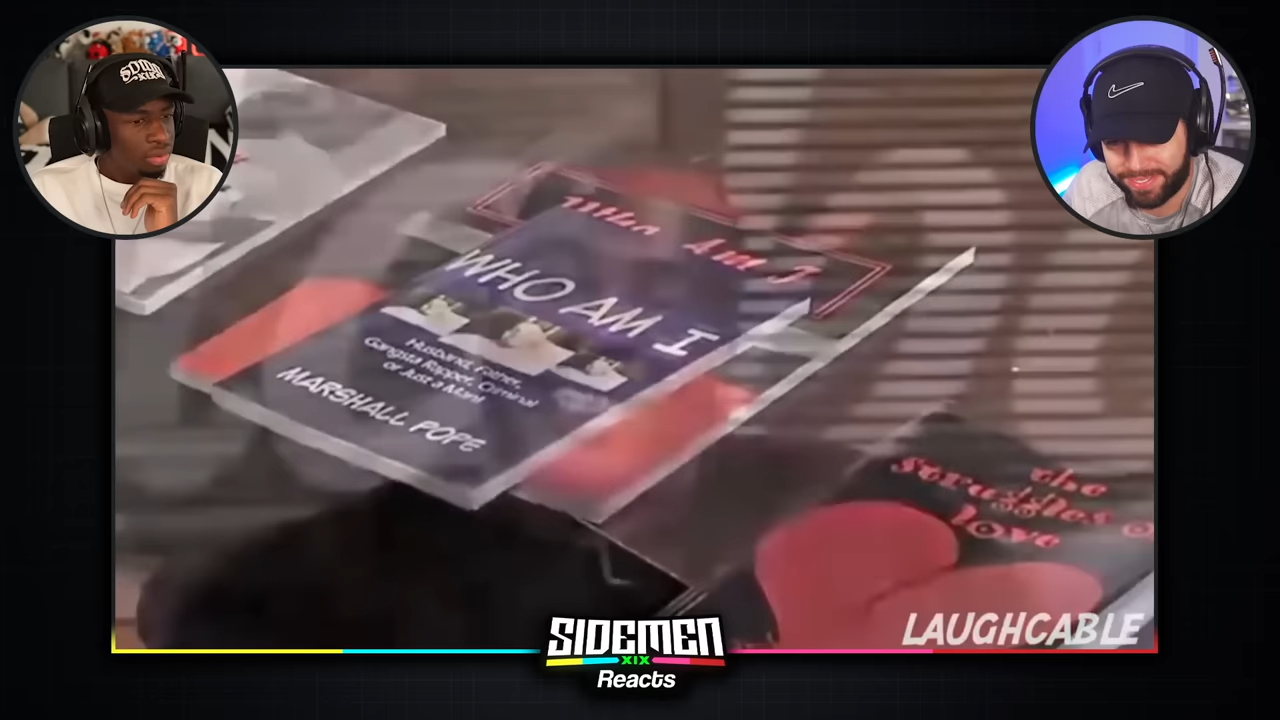 Who Am I
WHO AM I
Husband, Father,
Gangsta Rapper, Criminal
or Just a Man!
MARSHALL POPE
the
struggles o
love
LAUGHCABLE
SIDEMEN
XIX
Reacts